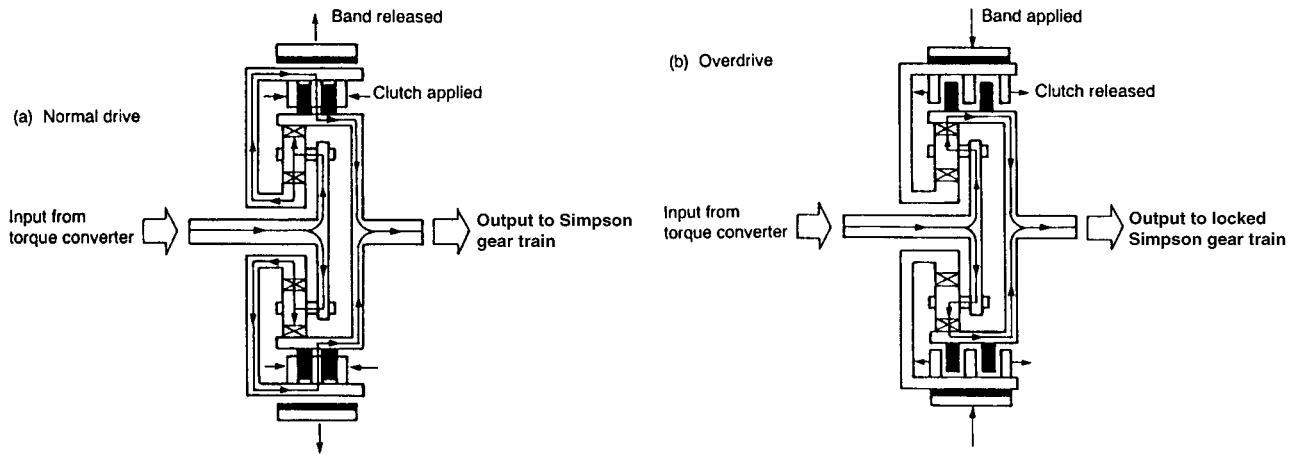 Band released
Clutch applied
(a) Normal drive
Input from
torque converter
Output to Simpson
gear train
Band applied
(b) Overdrive
Clutch released
Input from
torque converter
Output to locked
Simpson gear train